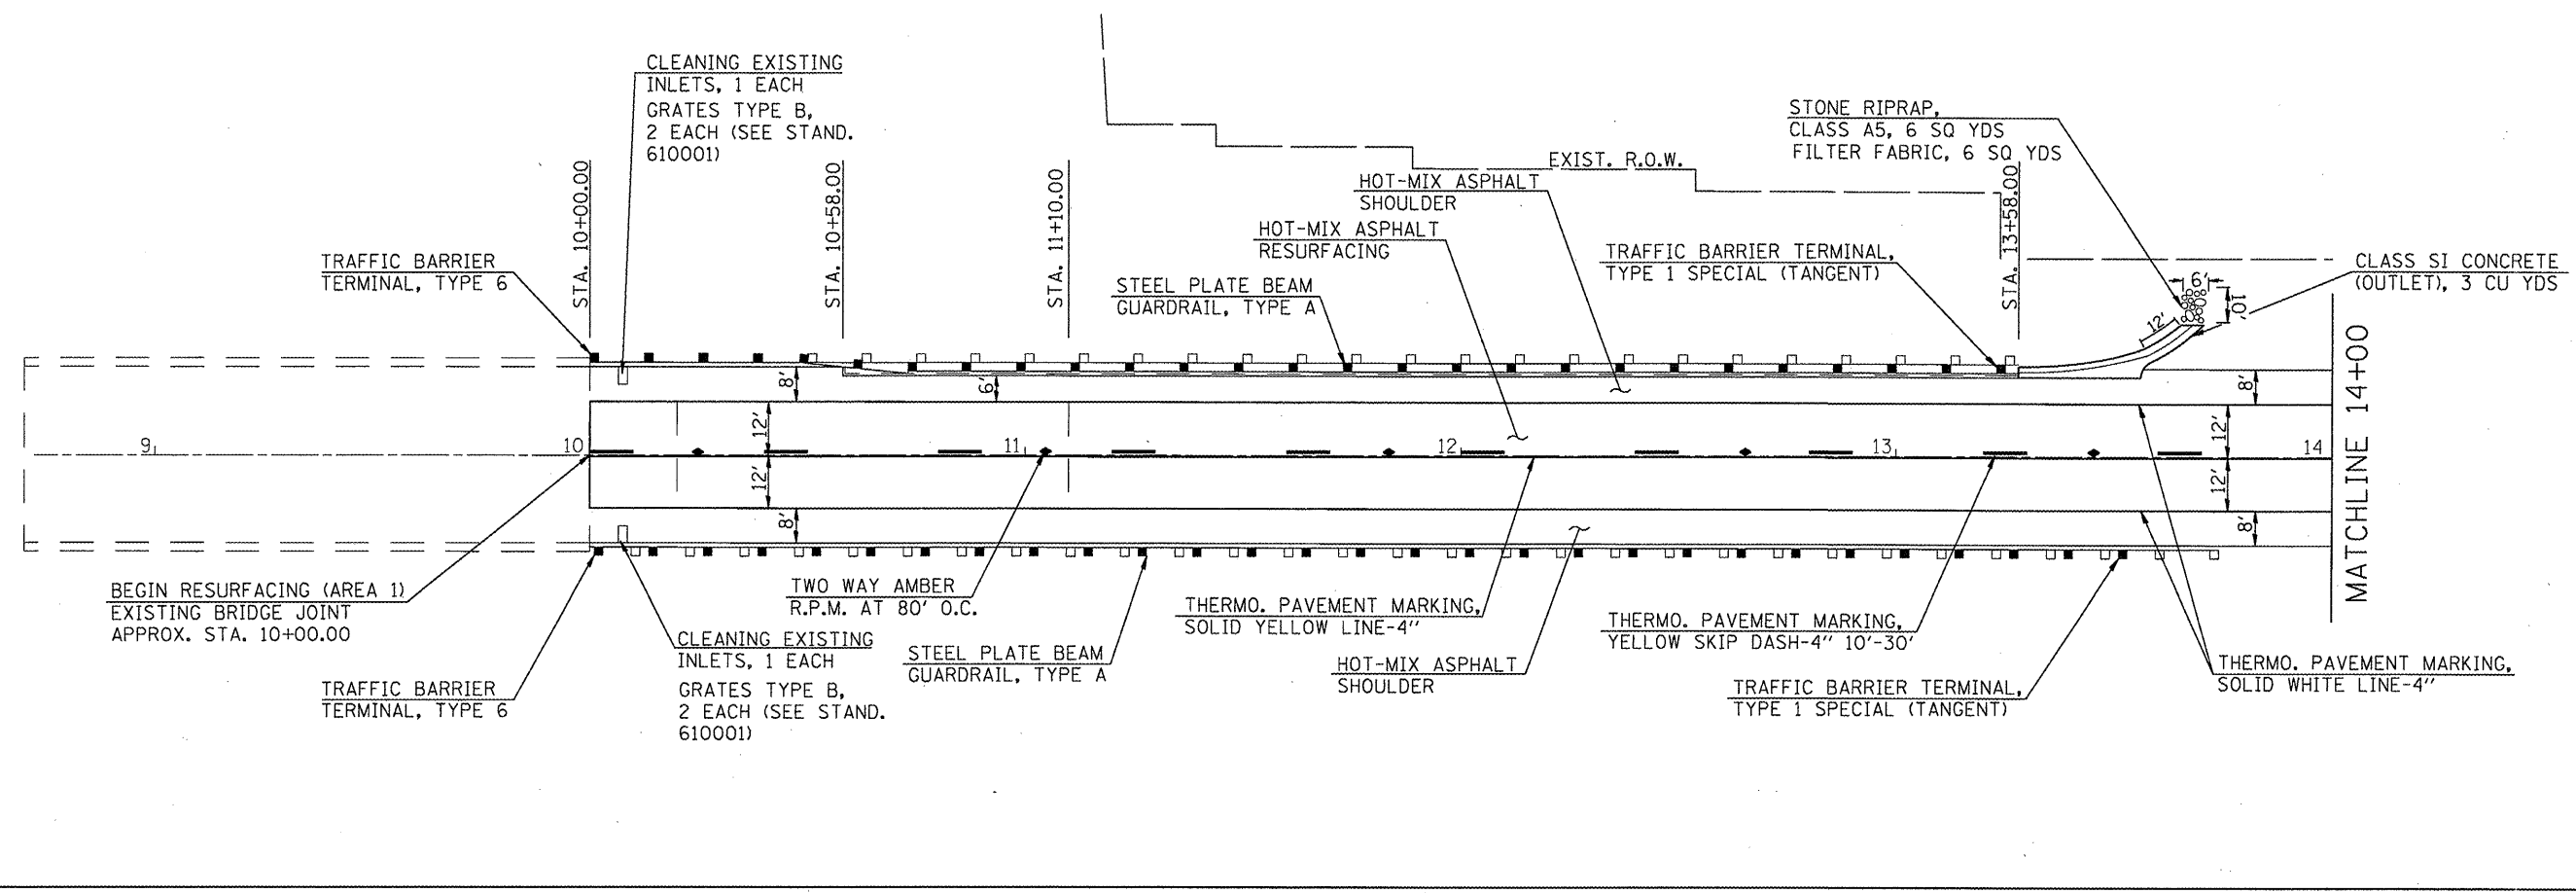 CLEANING EXISTING
INLETS, 1 EACH
GRATES TYPE B,
2 EACH (SEE STAND.
610001)
STONE RIPRAP,
CLASS A5, 6 SQ YDS
FILTER FABRIC, 6 SQ YDS
EXIST. R.O.W.
HOT-MIX ASPHALT
SHOULDER
HOT-MIX ASPHALT
RESURFACING
TRAFFIC BARRIER TERMINAL,
TYPE 1 SPECIAL (TANGENT)
STEEL PLATE BEAM
GUARDRAIL, TYPE A
TRAFFIC BARRIER
TERMINAL, TYPE 6
CLASS SI CONCRETE
(OUTLET), 3 CU YDS
STA. 10+00.00
STA. 10+58.00
STA. 11+10.00
STA. 13+58.00
6'
10'
12'
8'
6'
8'
12'
12'
9
10
11
12
13
14
12'
12'
8'
8'
MATCHLINE 14+00
BEGIN RESURFACING (AREA 1)
EXISTING BRIDGE JOINT
APPROX. STA. 10+00.00
TWO WAY AMBER
R.P.M. AT 80' O.C.
CLEANING EXISTING
INLETS, 1 EACH
GRATES TYPE B,
2 EACH (SEE STAND.
610001)
TRAFFIC BARRIER
TERMINAL, TYPE 6
STEEL PLATE BEAM
GUARDRAIL, TYPE A
THERMO. PAVEMENT MARKING,
SOLID YELLOW LINE-4"
HOT-MIX ASPHALT
SHOULDER
THERMO. PAVEMENT MARKING,
YELLOW SKIP DASH-4" 10'-30'
TRAFFIC BARRIER TERMINAL,
TYPE 1 SPECIAL (TANGENT)
THERMO. PAVEMENT MARKING,
SOLID WHITE LINE-4"